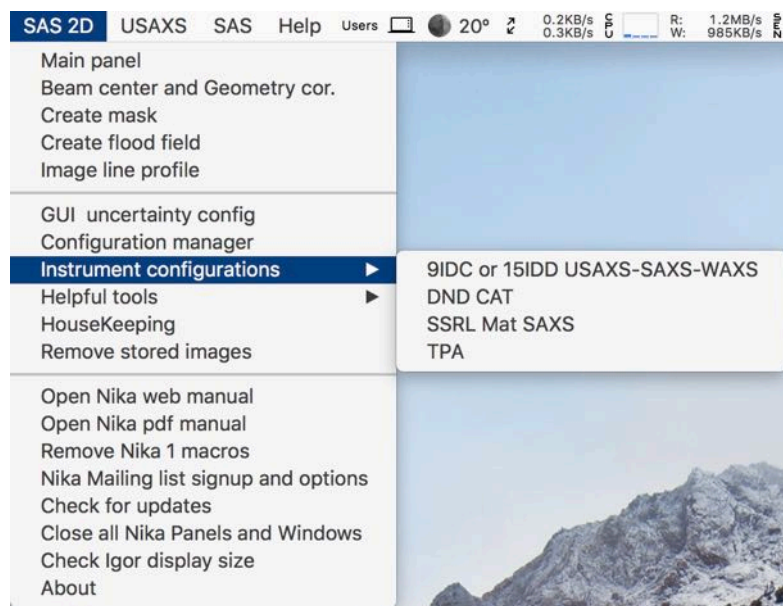 SAS 2D USAXS SAS Help Users 20° 0.2KB/s CPU R: 1.2MB/s SEN
0.3KB/s W: 985KB/s
Main panel
Beam center and Geometry cor.
Create mask
Create flood field
Image line profile
GUI uncertainty config
Configuration manager
Instrument configurations
9IDC or 15IDD USAXS-SAXS-WAXS
Helpful tools
DND CAT
HouseKeeping
SSRL Mat SAXS
Remove stored images
TPA
Open Nika web manual
Open Nika pdf manual
Remove Nika 1 macros
Nika Mailing list signup and options
Check for updates
Close all Nika Panels and Windows
Check Igor display size
About